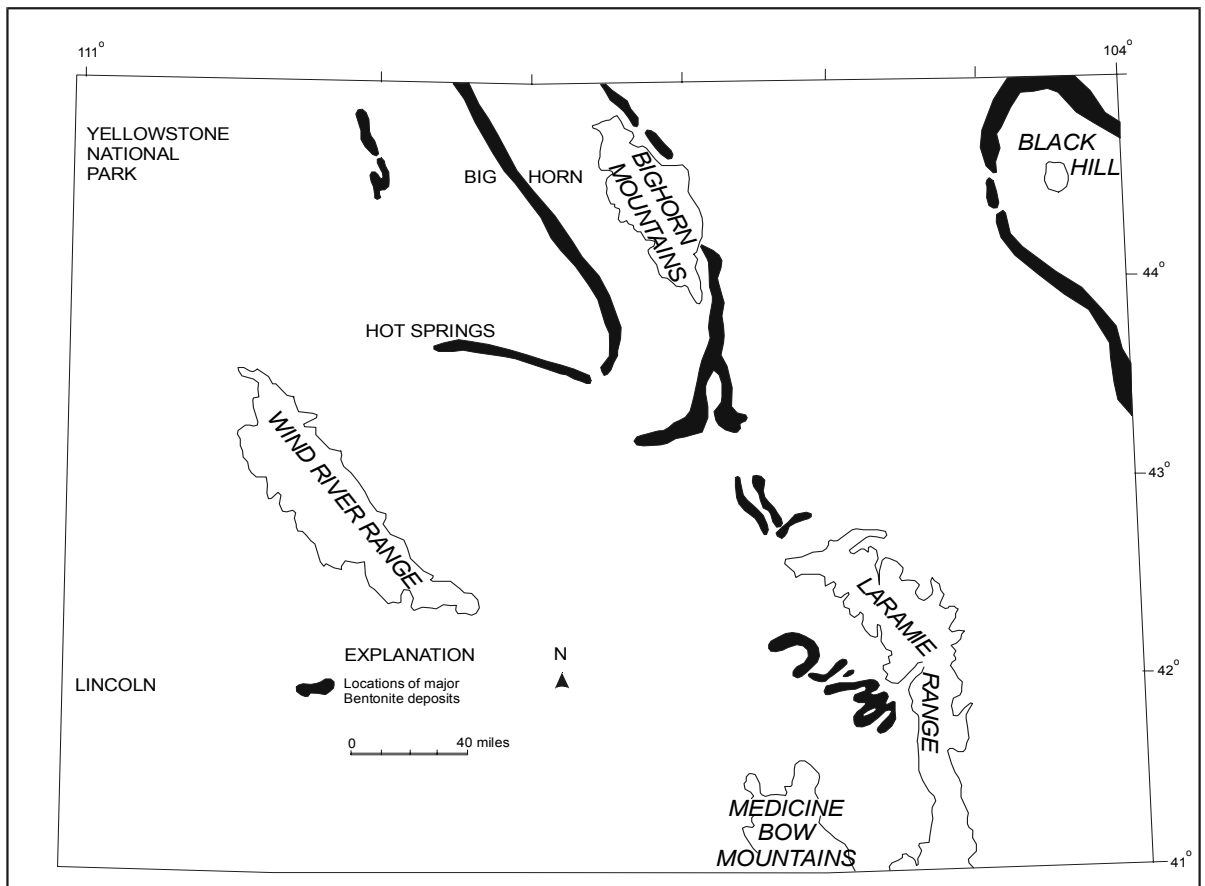 111°
104°
YELLOWSTONE
NATIONAL
PARK
BLACK
HILL
BIG HORN
BIGHORN
MOUNTAINS
44°
HOT SPRINGS
WIND RIVER RANGE
43°
LARAMIE
RANGE
EXPLANATION
N
Locations of major
Bentonite deposits
LINCOLN
42°
0 40 miles
MEDICINE
BOW
MOUNTAINS
41°